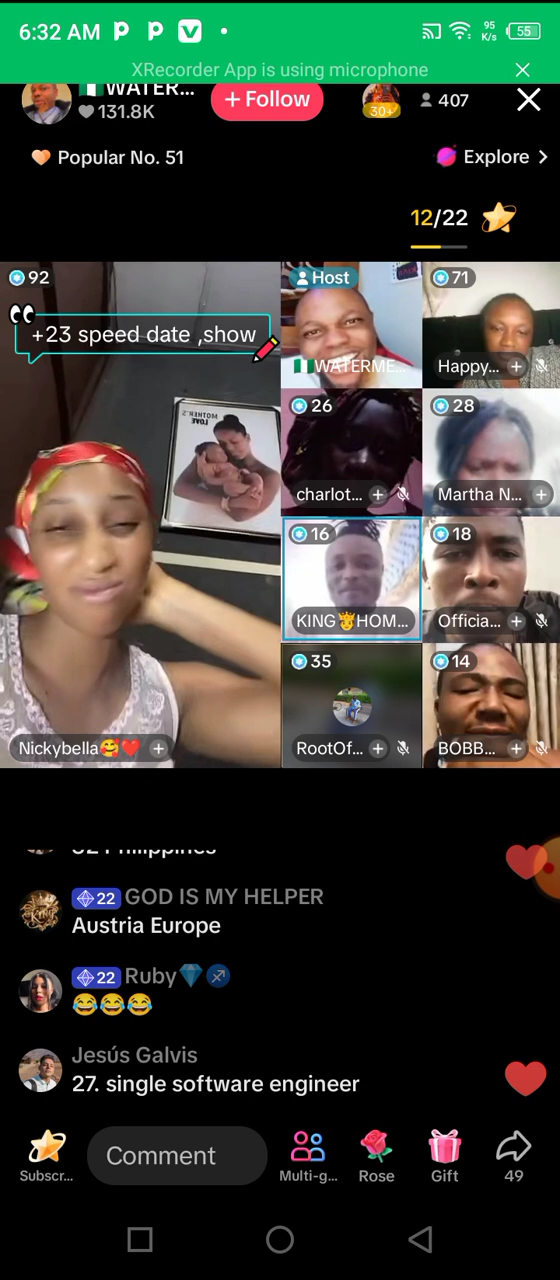 6:32 AM
95
K/s
55
XRecorder App is using microphone
WATER...
131.8K
+ Follow
30+
407
Popular No. 51
Explore
12/22
92
+23 speed date ,show
MOTHER'S
LOVE
Nickybella🥰❤️
Host
🇳🇬WATERME...
71
Happy...
26
charlot...
28
Martha N...
16
KING🤴HOM...
18
Officia...
35
RootOf...
14
BOBB...
22 GOD IS MY HELPER
Austria Europe
22 Ruby💎♐
😂😂😂
Jesús Galvis
27. single software engineer
Subscr...
Comment
Multi-g...
Rose
Gift
49